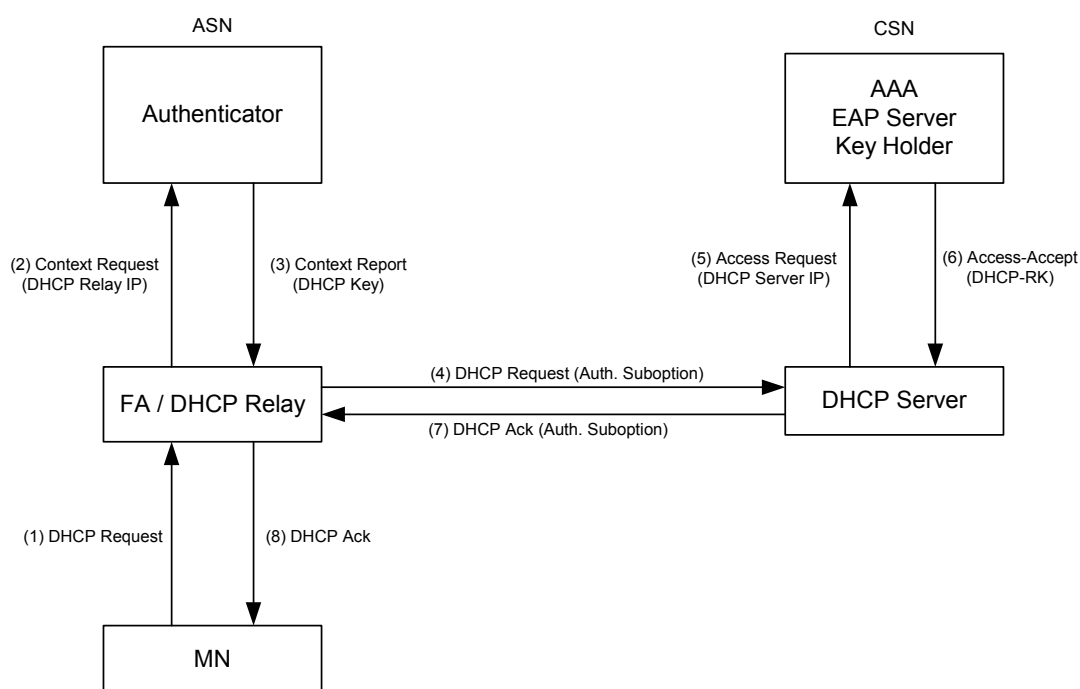 ASN
CSN
Authenticator
AAA
EAP Server
Key Holder
(2) Context Request
(DHCP Relay IP)
(3) Context Report
(DHCP Key)
(5) Access Request
(DHCP Server IP)
(6) Access-Accept
(DHCP-RK)
FA / DHCP Relay
(4) DHCP Request (Auth. Suboption)
(7) DHCP Ack (Auth. Suboption)
DHCP Server
(1) DHCP Request
(8) DHCP Ack
MN